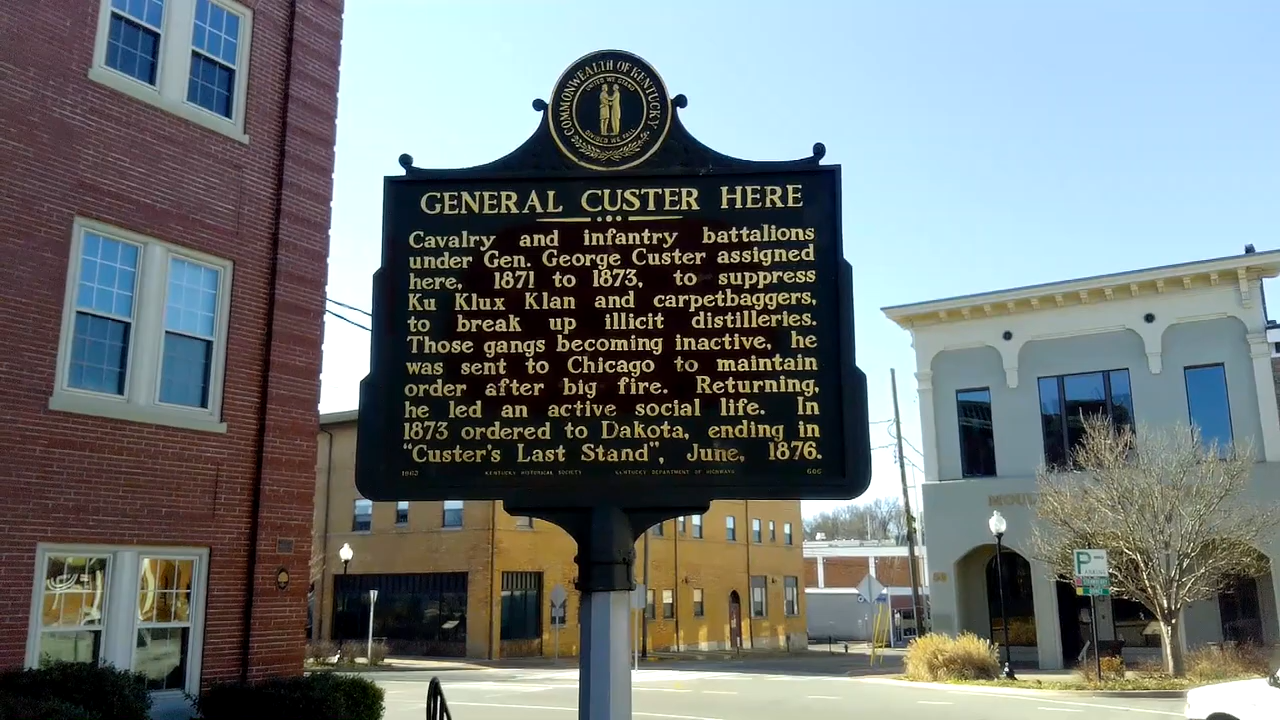 COMMONWEALTH OF KENTUCKY
UNITED WE STAND
DIVIDED WE FALL
GENERAL CUSTER HERE
Cavalry and infantry battalions
under Gen. George Custer assigned
here, 1871 to 1873, to suppress
Ku Klux Klan and carpetbaggers,
to break up illicit distilleries.
Those gangs becoming inactive, he
was sent to Chicago to maintain
order after big fire. Returning,
he led an active social life. In
1873 ordered to Dakota, ending in
"Custer's Last Stand", June, 1876.
KENTUCKY HISTORICAL SOCIETY KENTUCKY DEPARTMENT OF HIGHWAYS
P